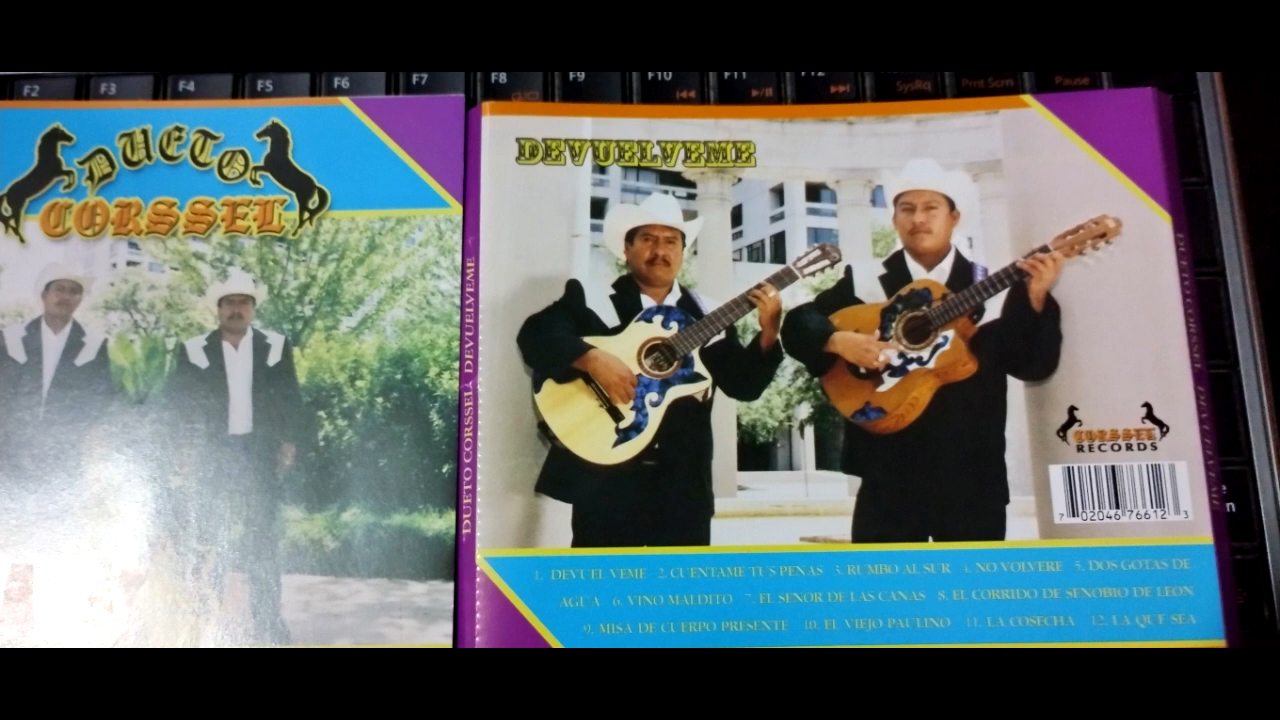 F2 F3 F4 F5 F6 F7 F8 F9 F10 F11 F12 SysRq Prnt Scrn Pause
DUETO
CORSSEL
DUETO CORSSEL DEVUELVEME
DEVUELVEME
CORSSEL
RECORDS
7 02046 76612 3
1. DEVUELVEME 2. CUENTAME TUS PENAS 3. RUMBO AL SUR 4. NO VOLVERE 5. DOS GOTAS DE
AGUA 6. VINO MALDITO 7. EL SENOR DE LAS CANAS 8. EL CORRIDO DE SENOBIO DE LEON
9. MISA DE CUERPO PRESENTE 10. EL VIEJO PAULINO 11. LA COSECHA 12. LA QUE SEA
DUETO CORSSEL DEVUELVEME